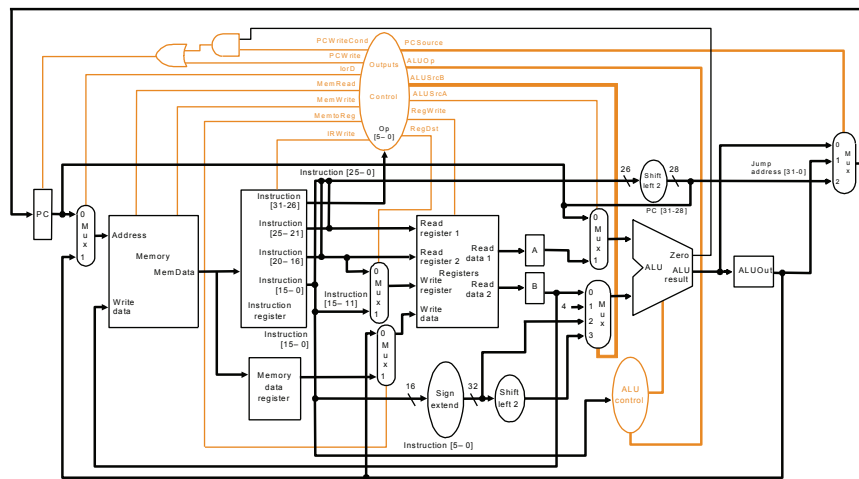 PCWriteCond
PCWrite
IorD
MemRead
MemWrite
MemtoReg
IRWrite
Outputs
Control
Op
[5– 0]
PCSource
ALUOp
ALUSrcB
ALUSrcA
RegWrite
RegDst
Instruction [25– 0]
26
Shift
left 2
28
Jump
address [31-0]
PC [31-28]
0
1
2
M
u
x
PC
0
M
u
x
1
Address
Memory
MemData
Write
data
Instruction
[31-26]
Instruction
[25– 21]
Instruction
[20– 16]
Instruction
[15– 0]
Instruction
register
Instruction
[15– 0]
Memory
data
register
Instruction
[15– 11]
0
M
u
x
1
0
M
u
x
1
Read
register 1
Read
register 2
Write
register
Write
data
Registers
Read
data 1
Read
data 2
A
B
4
0
M
u
x
1
0
1
2
3
M
u
x
Zero
ALU
ALU
result
ALUOut
16
Sign
extend
32
Shift
left 2
ALU
control
Instruction [5– 0]